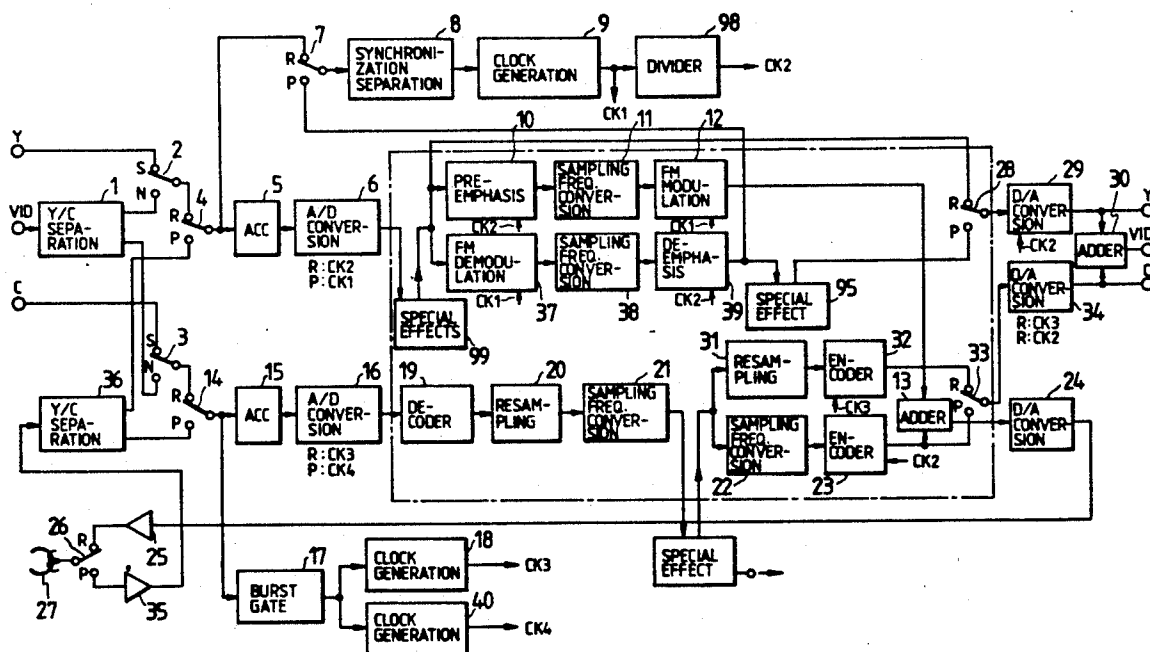 7
8
9
98
R
P
SYNCHRONI-
ZATION
SEPARATION
CLOCK
GENERATION
DIVIDER
CK2
CK1
Y
2
10
11
12
S
N
1
4
5
6
28
29
30
VID
Y/C
SEPA-
RATION
R
P
ACC
A/D
CONVER-
SION
R:CK2
P:CK1
PRE-
EMPHASIS
SAMPLING
FREQ.
CONVER-
SION
FM
MODU-
LATION
CK2
CK1
R
P
D/A
CONVER-
SION
CK2
Y
VID
ADDER
C
FM
DEMODU-
LATION
SAMPLING
FREQ.
CONVER-
SION
DE-
EMPHA-
SIS
CK1
CK2
37
38
39
SPECIAL
EFFECTS
99
SPECIAL
EFFECT
95
D/A
CONVER-
SION
34
R:CK3
R:CK2
C
3
S
N
36
14
15
16
19
20
21
31
32
33
13
24
Y/C
SEPA-
RATION
R
P
ACC
A/D
CONVER-
SION
R:CK3
P:CK4
DE-
CODER
RESAMP-
LING
SAMPLING
FREQ.
CONVER-
SION
RESAM-
PLING
EN-
CODER
CK3
R
P
ADDER
D/A
CONVER-
SION
SAMPLING
FREQ.
CONVER-
SION
EN-
CODER
CK2
22
23
26
R
P
25
27
35
17
BURST
GATE
18
CLOCK
GENERATION
CK3
40
CLOCK
GENERATION
CK4
SPECIAL
EFFECT